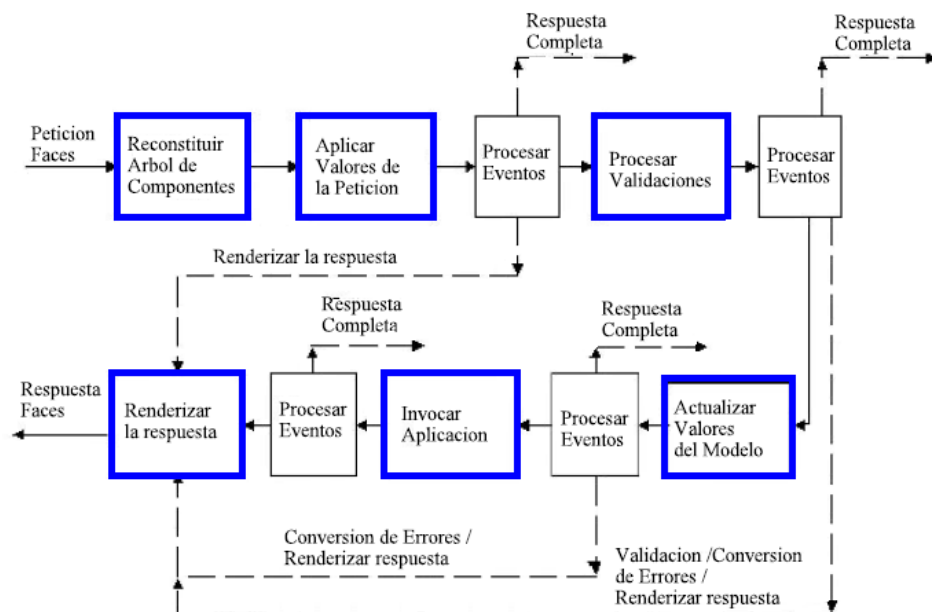 Respuesta
Completa
Respuesta
Completa
Peticion
Faces
Reconstituir
Arbol de
Componentes
Aplicar
Valores de
la Peticion
Procesar
Eventos
Procesar
Validaciones
Procesar
Eventos
Renderizar la respuesta
Respuesta
Completa
Respuesta
Completa
Respuesta
Faces
Renderizar
la respuesta
Procesar
Eventos
Invocar
Aplicacion
Procesar
Eventos
Actualizar
Valores
del Modelo
Conversion de Errores /
Renderizar respuesta
Validacion /Conversion
de Errores /
Renderizar respuesta